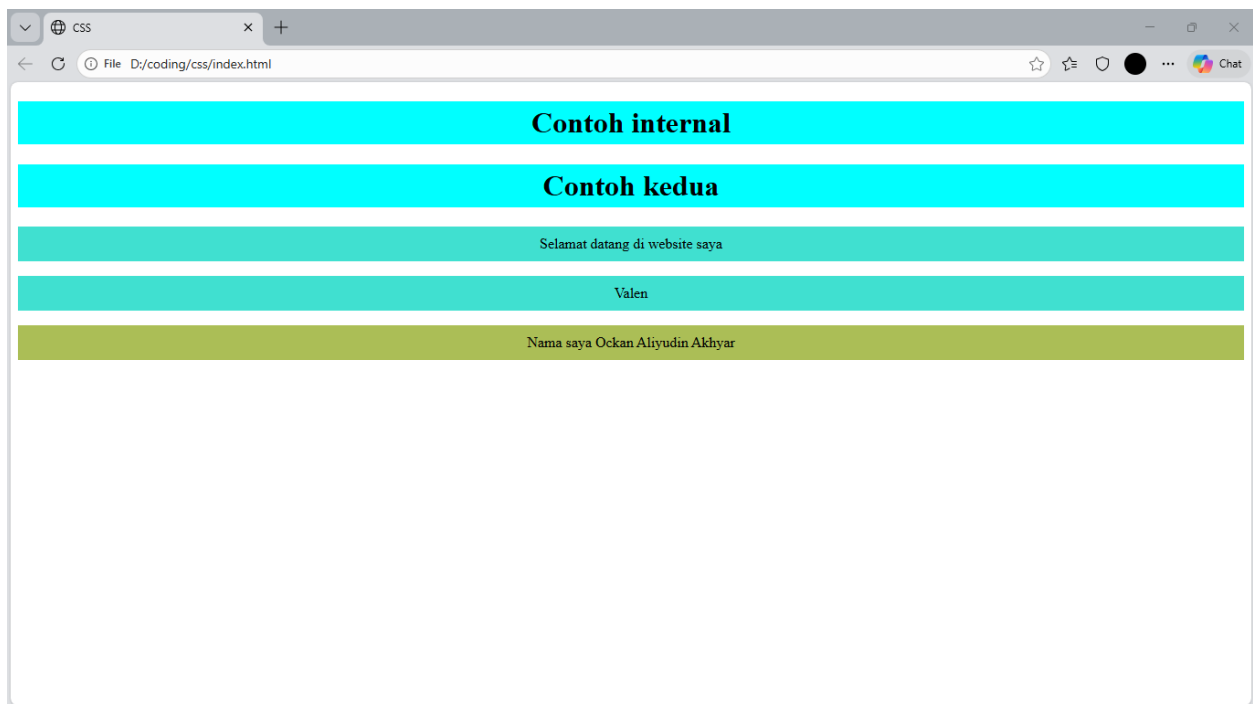 CSS
File D:/coding/css/index.html
Chat
Contoh internal
Contoh kedua
Selamat datang di website saya
Valen
Nama saya Ockan Aliyudin Akhyar